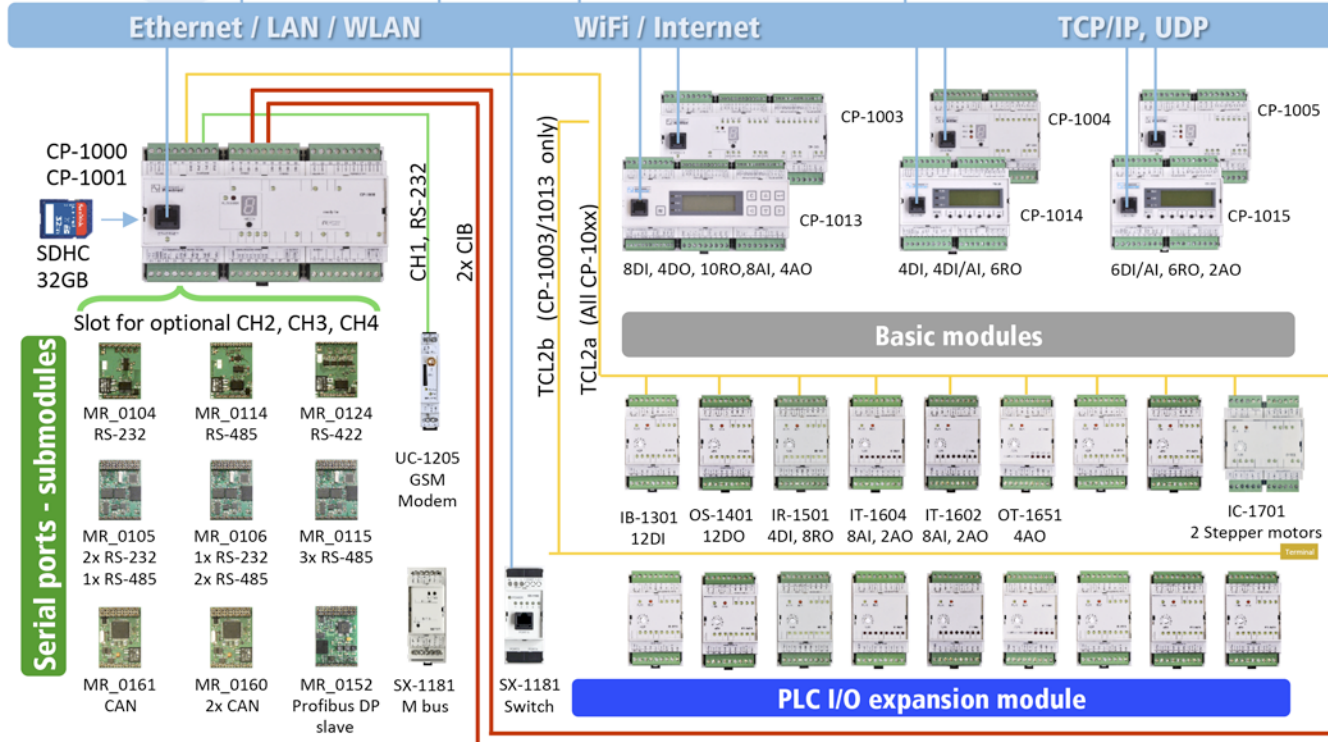 Ethernet / LAN / WLAN
WiFi / Internet
TCP/IP, UDP
CP-1000
CP-1001
SDHC
32GB
CH1, RS-232
2x CIB
TCL2b (CP-1003/1013 only)
TCL2a (All CP-10xx)
CP-1003
CP-1013
8DI, 4DO, 10RO,8AI, 4AO
CP-1004
CP-1014
4DI, 4DI/AI, 6RO
CP-1005
CP-1015
6DI/AI, 6RO, 2AO
Basic modules
Slot for optional CH2, CH3, CH4
Serial ports - submodules
MR_0104
RS-232
MR_0114
RS-485
MR_0124
RS-422
MR_0105
2x RS-232
1x RS-485
MR_0106
1x RS-232
2x RS-485
MR_0115
3x RS-485
MR_0161
CAN
MR_0160
2x CAN
MR_0152
Profibus DP
slave
UC-1205
GSM
Modem
SX-1181
M bus
SX-1181
Switch
IB-1301
12DI
OS-1401
12DO
IR-1501
4DI, 8RO
IT-1604
8AI, 2AO
IT-1602
8AI, 2AO
OT-1651
4AO
IC-1701
2 Stepper motors
Terminal
PLC I/O expansion module